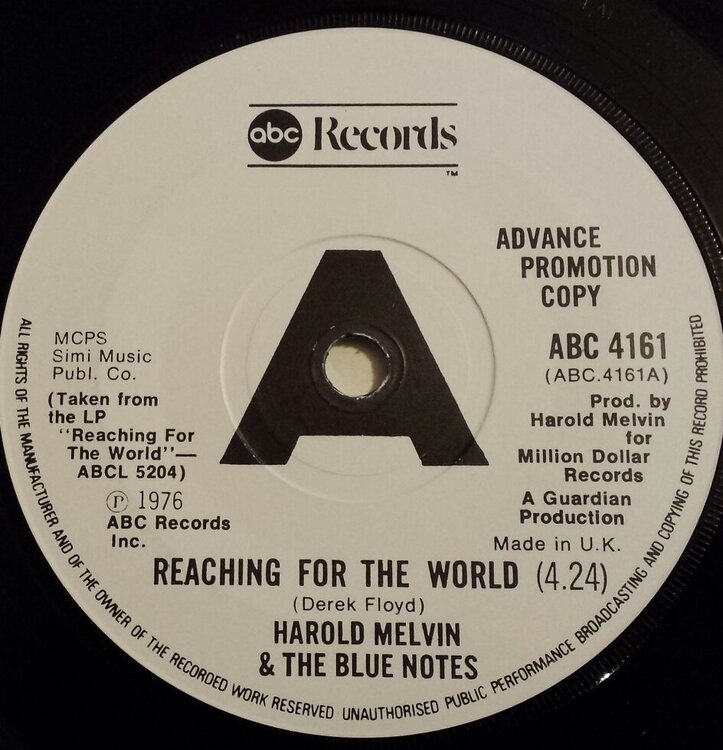 abc Records
TM
ADVANCE
PROMOTION
COPY
A
MCPS
Simi Music
Publ. Co.
(Taken from
the LP
"Reaching For
The World"—
ABCL 5204)
Ⓟ 1976
ABC Records
Inc.
ABC 4161
(ABC.4161A)
Prod. by
Harold Melvin
for
Million Dollar
Records
A Guardian
Production
Made in U.K.
REACHING FOR THE WORLD (4.24)
(Derek Floyd)
HAROLD MELVIN
& THE BLUE NOTES
ALL RIGHTS OF THE MANUFACTURER AND OF THE OWNER OF THE RECORDED WORK RESERVED UNAUTHORISED PUBLIC PERFORMANCE BROADCASTING AND COPYING OF THIS RECORD PROHIBITED